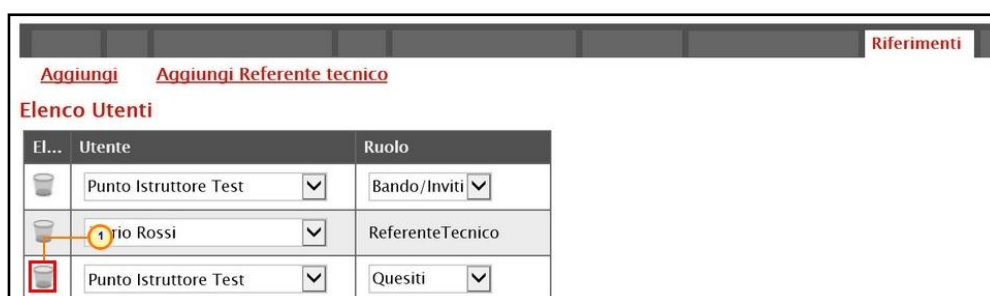 Riferimenti
Aggiungi Aggiungi Referente tecnico
Elenco Utenti
El... Utente Ruolo
Punto Istruttore Test Bando/Inviti
1 rio Rossi ReferenteTecnico
Punto Istruttore Test Quesiti